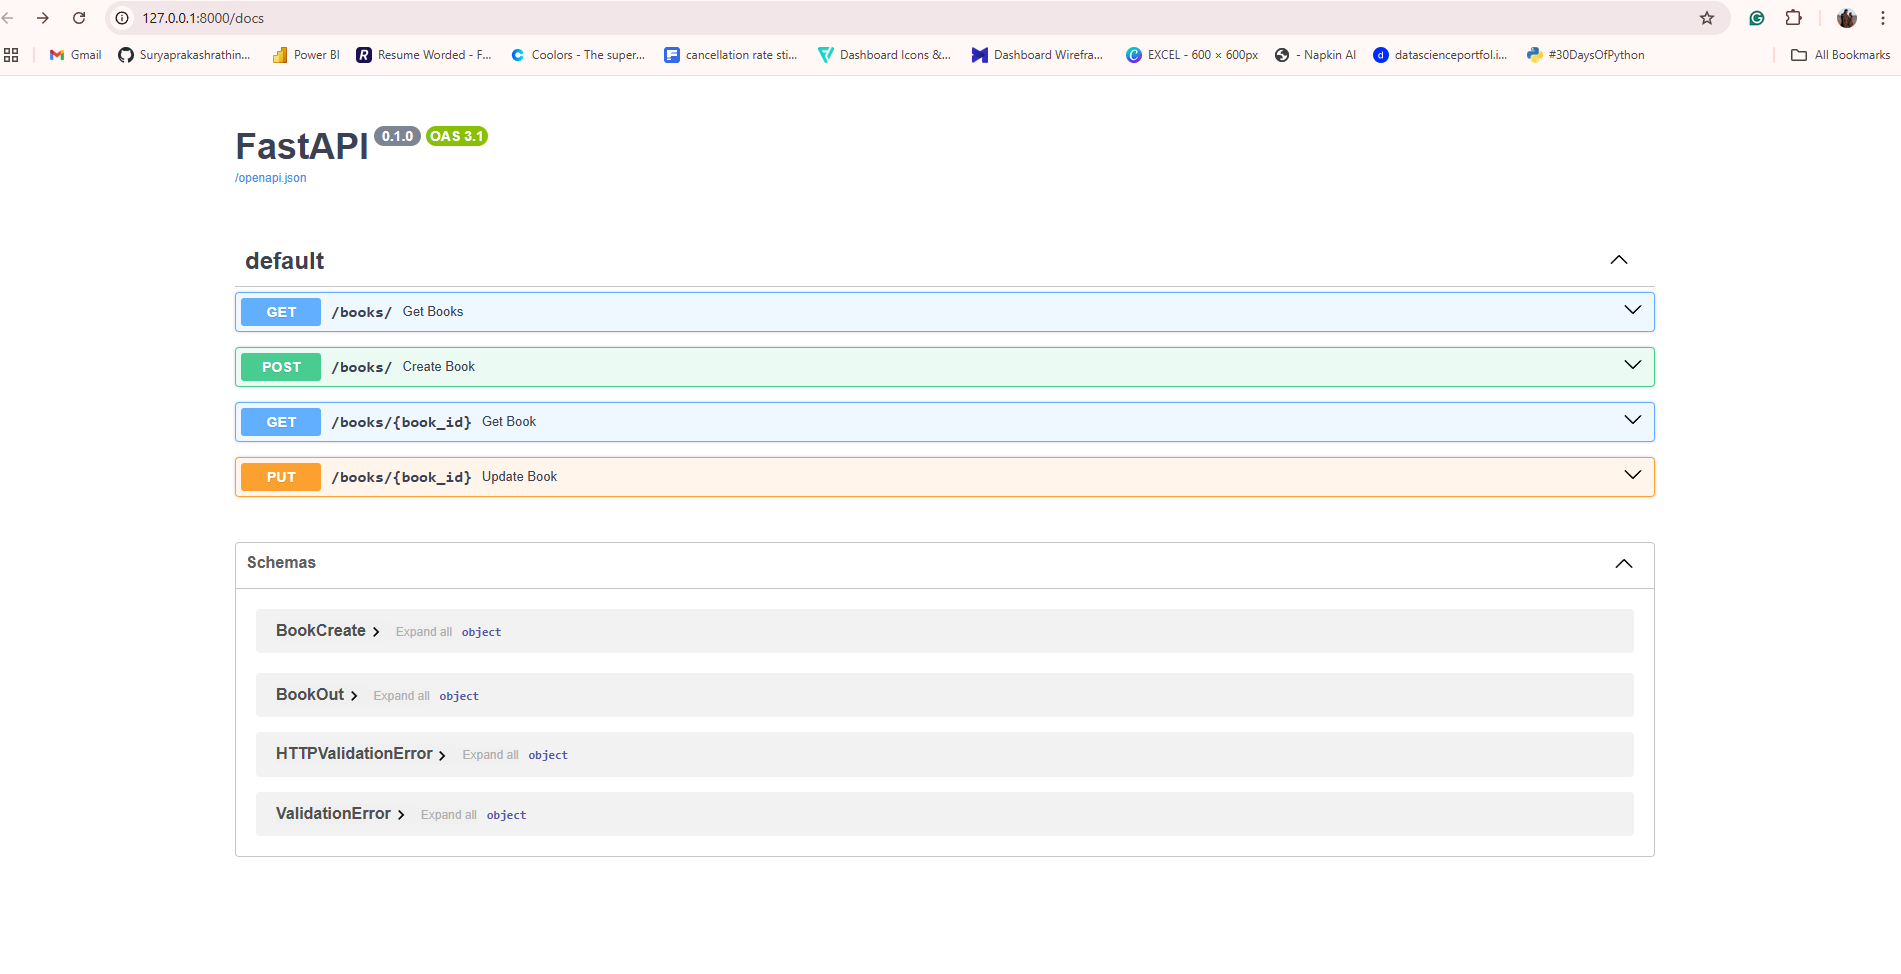 127.0.0.1:8000/docs
Gmail Suryaprakashrathin... Power BI Resume Worded - F... Coolors - The super... cancellation rate sti... Dashboard Icons &... Dashboard Wirefra... EXCEL - 600 × 600px - Napkin AI datascienceportfol.i... #30DaysOfPython All Bookmarks
FastAPI 0.1.0 OAS 3.1
/openapi.json
default
GET /books/ Get Books
POST /books/ Create Book
GET /books/{book_id} Get Book
PUT /books/{book_id} Update Book
Schemas
BookCreate Expand all object
BookOut Expand all object
HTTPValidationError Expand all object
ValidationError Expand all object